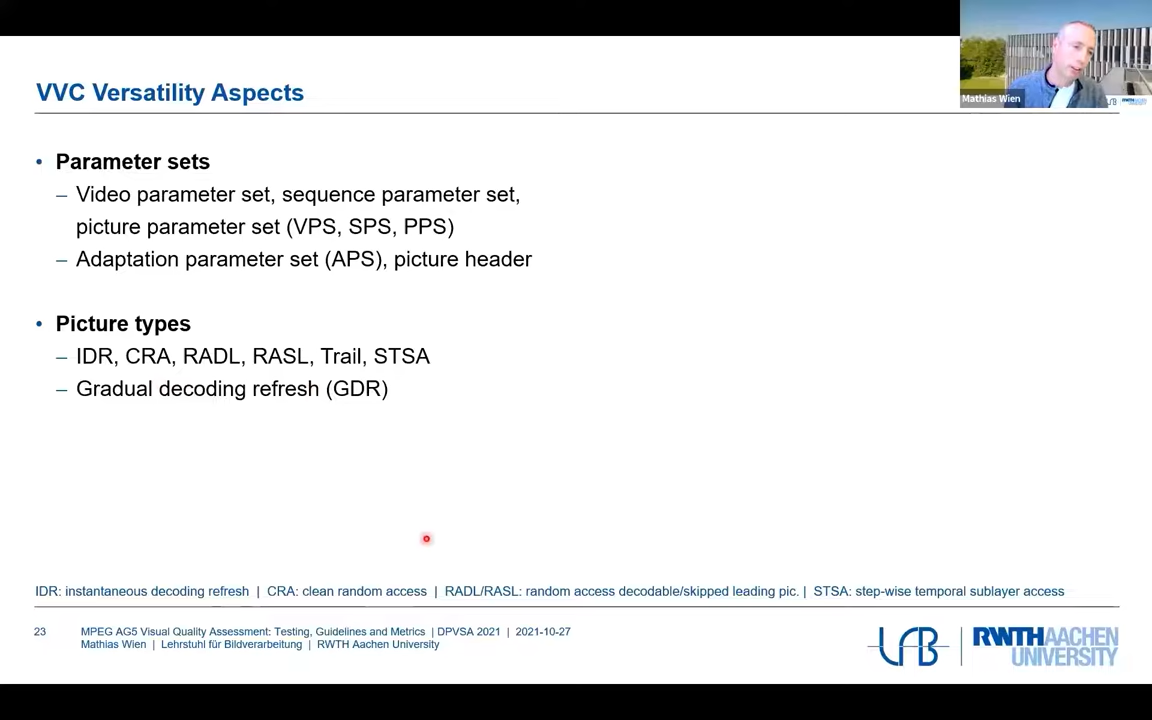 VVC Versatility Aspects
Mathias Wien
• Parameter sets
– Video parameter set, sequence parameter set,
picture parameter set (VPS, SPS, PPS)
– Adaptation parameter set (APS), picture header
• Picture types
– IDR, CRA, RADL, RASL, Trail, STSA
– Gradual decoding refresh (GDR)
IDR: instantaneous decoding refresh | CRA: clean random access | RADL/RASL: random access decodable/skipped leading pic. | STSA: step-wise temporal sublayer access
23 MPEG AG5 Visual Quality Assessment: Testing, Guidelines and Metrics | DPVSA 2021 | 2021-10-27
Mathias Wien | Lehrstuhl für Bildverarbeitung | RWTH Aachen University
LFB
RWTHAACHEN
UNIVERSITY